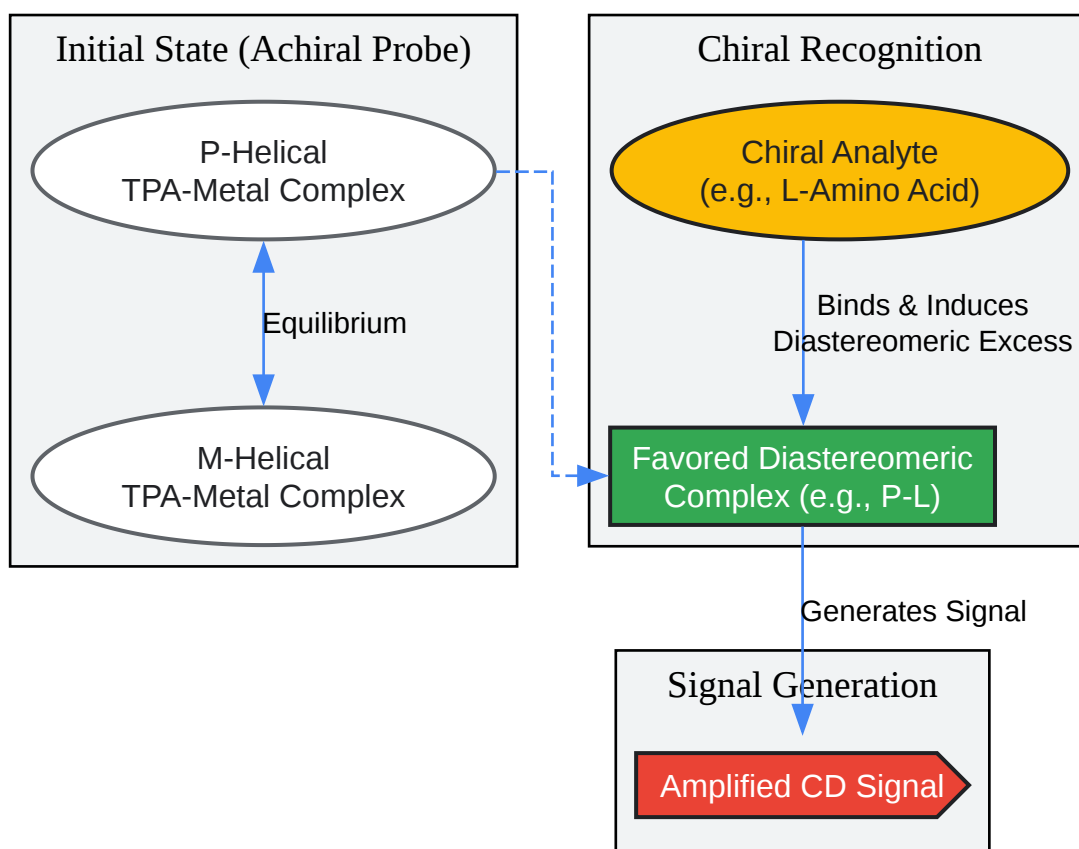 Initial State (Achiral Probe)
P-Helical
TPA-Metal Complex
Equilibrium
M-Helical
TPA-Metal Complex
Chiral Recognition
Chiral Analyte
(e.g., L-Amino Acid)
Binds & Induces
Diastereomeric Excess
Favored Diastereomeric
Complex (e.g., P-L)
Generates Signal
Signal Generation
Amplified CD Signal